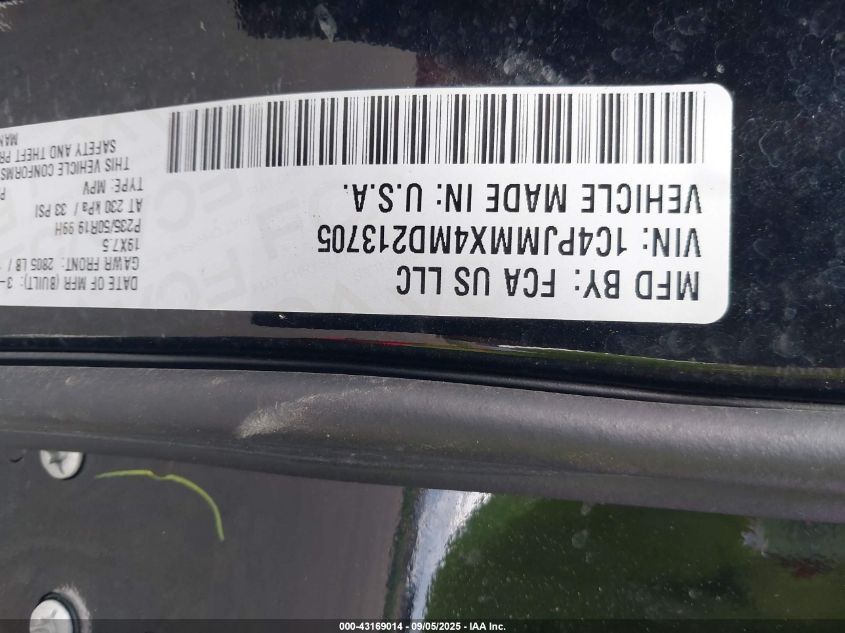 MFD BY: FCA US LLC
VIN: 1C4PJMMX4MD213705
VEHICLE MADE IN: U.S.A.
DATE OF MFR (BUILT): 3-
GAWR FRONT: 2805 LB /
19X7.5
P235/50R19 99H
AT 230 kPa / 33 PSI
TYPE: MPV
THIS VEHICLE CONFORMS
SAFETY AND THEFT PR
MAN
000-43169014 - 09/05/2025 - IAA Inc.